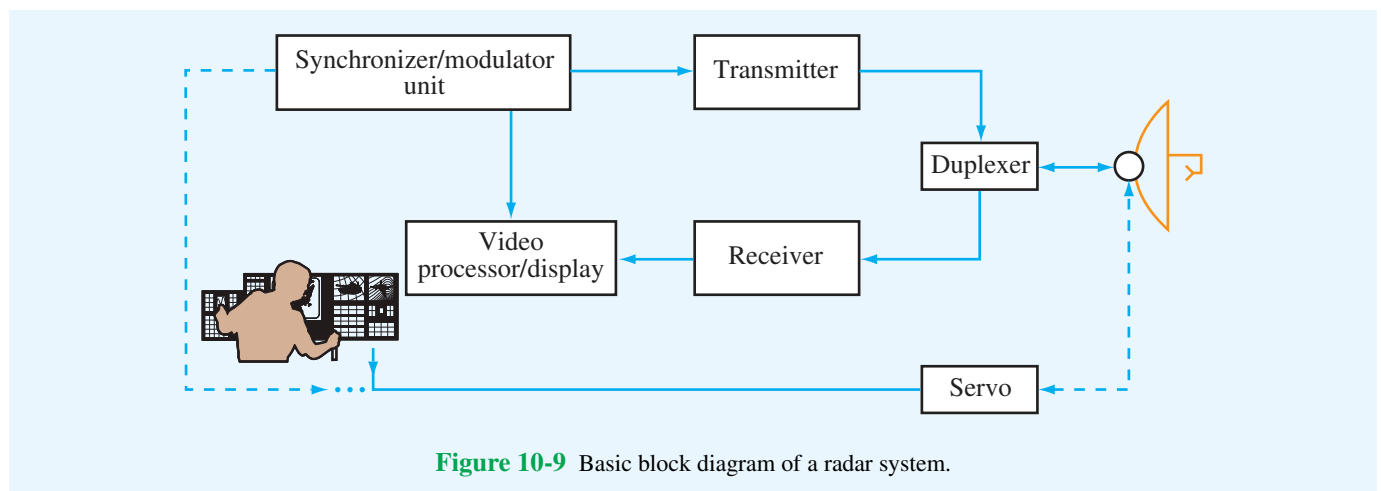 Synchronizer/modulator
unit
Transmitter
Duplexer
Video
processor/display
Receiver
Servo
Figure 10-9 Basic block diagram of a radar system.